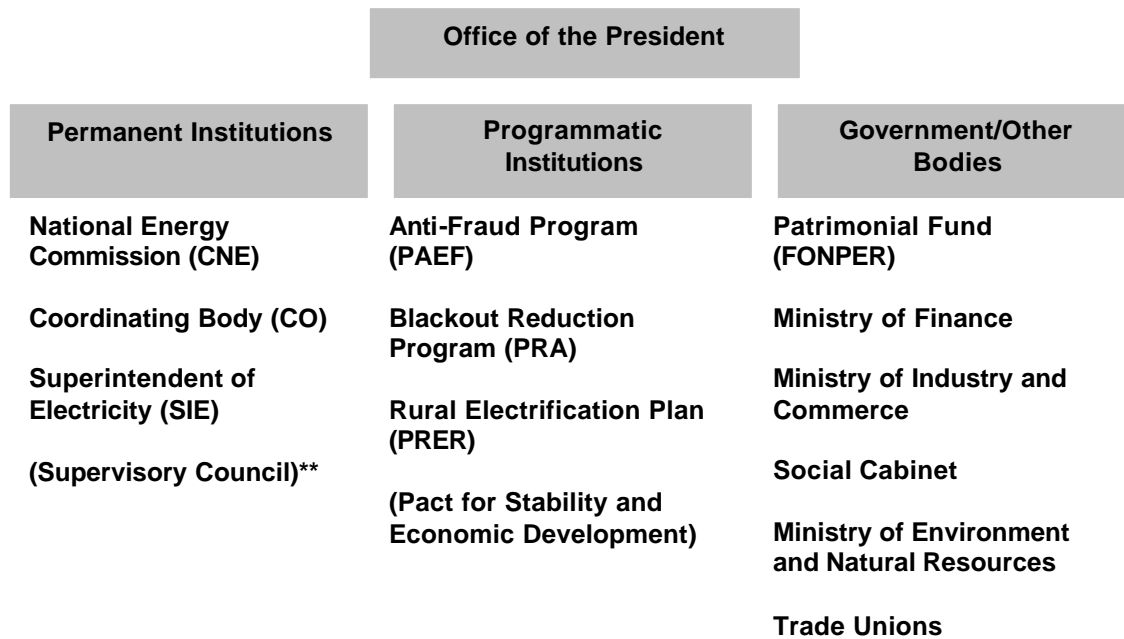 Office of the President
Permanent Institutions
National Energy
Commission (CNE)
Coordinating Body (CO)
Superintendent of
Electricity (SIE)
(Supervisory Council)**
Programmatic
Institutions
Anti-Fraud Program
(PAEF)
Blackout Reduction
Program (PRA)
Rural Electrification Plan
(PRER)
(Pact for Stability and
Economic Development)
Government/Other
Bodies
Patrimonial Fund
(FONPER)
Ministry of Finance
Ministry of Industry and
Commerce
Social Cabinet
Ministry of Environment
and Natural Resources
Trade Unions